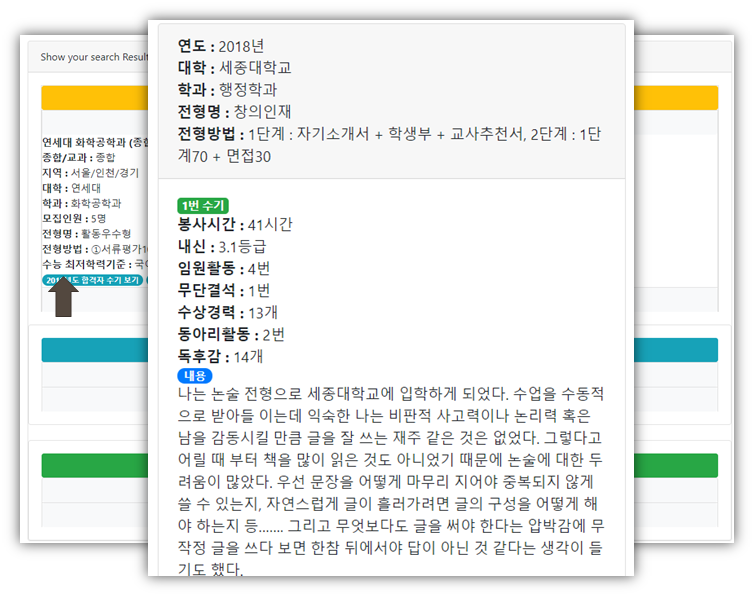 Show your search Result
연세대 화학공학과 (종합
종합/교과 : 종합
지역 : 서울/인천/경기
대학 : 연세대
학과 : 화학공학과
모집인원 : 5명
전형명 : 활동우수형
전형방법 : ①서류평가
수능 최저학력기준 :
합격자 수기 보기
연도 : 2018년
대학 : 세종대학교
학과 : 행정학과
전형명 : 창의인재
전형방법 : 1단계 : 자기소개서 + 학생부 + 교사추천서, 2단계 : 1단
계70 + 면접30
1번 수기
봉사시간 : 41시간
내신 : 3.1등급
임원활동 : 4번
무단결석 : 1번
수상경력 : 13개
동아리활동 : 2번
독후감 : 14개
내용
나는 논술 전형으로 세종대학교에 입학하게 되었다. 수업을 수동적
으로 받아들 이는데 익숙한 나는 비판적 사고력이나 논리력 혹은
남을 감동시킬 만큼 글을 잘 쓰는 재주 같은 것은 없었다. 그렇다고
어릴 때 부터 책을 많이 읽은 것도 아니었기 때문에 논술에 대한 두
려움이 많았다. 우선 문장을 어떻게 마무리 지어야 중복되지 않게
쓸 수 있는지, 자연스럽게 글이 흘러가려면 글의 구성을 어떻게 해
야 하는지 등....... 그리고 무엇보다도 글을 써야 한다는 압박감에 무
작정 글을 쓰다 보면 한참 뒤에서야 답이 아닌 것 같다는 생각이 들
기도 했다.